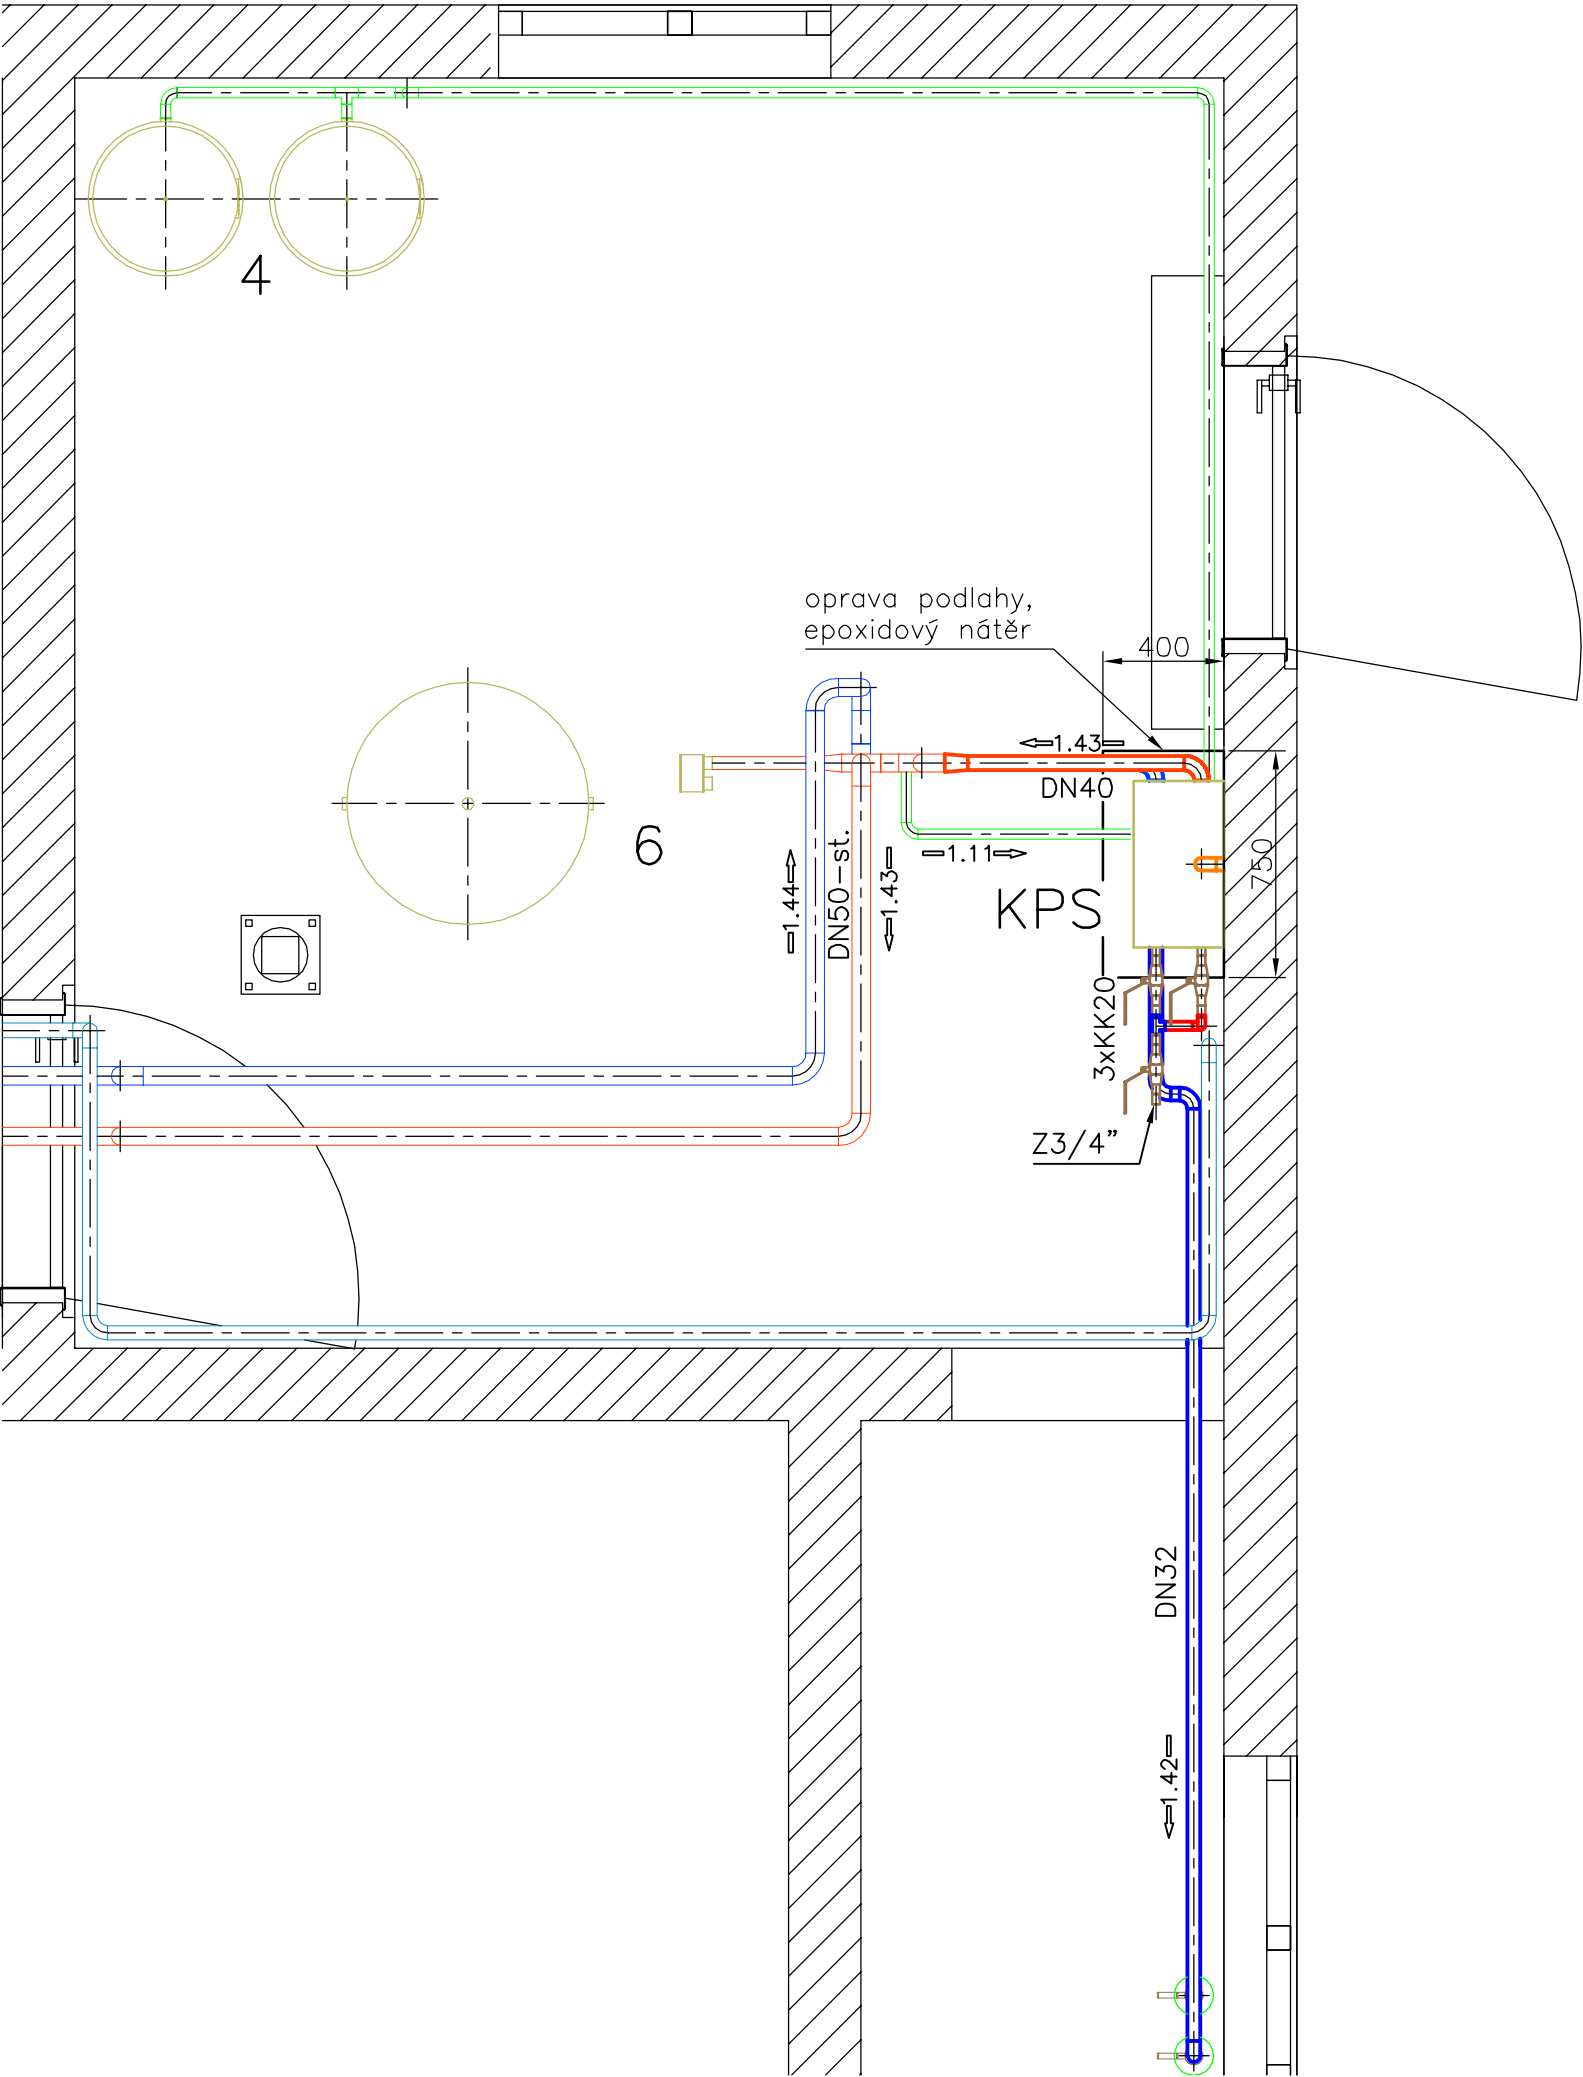 4
oprava podlahy,
epoxidový nátěr
400
1.43
DN40
6
1.44
DN50-st.
1.43
1.11
750
KPS
3xKK20
Z3/4”
DN32
1.42